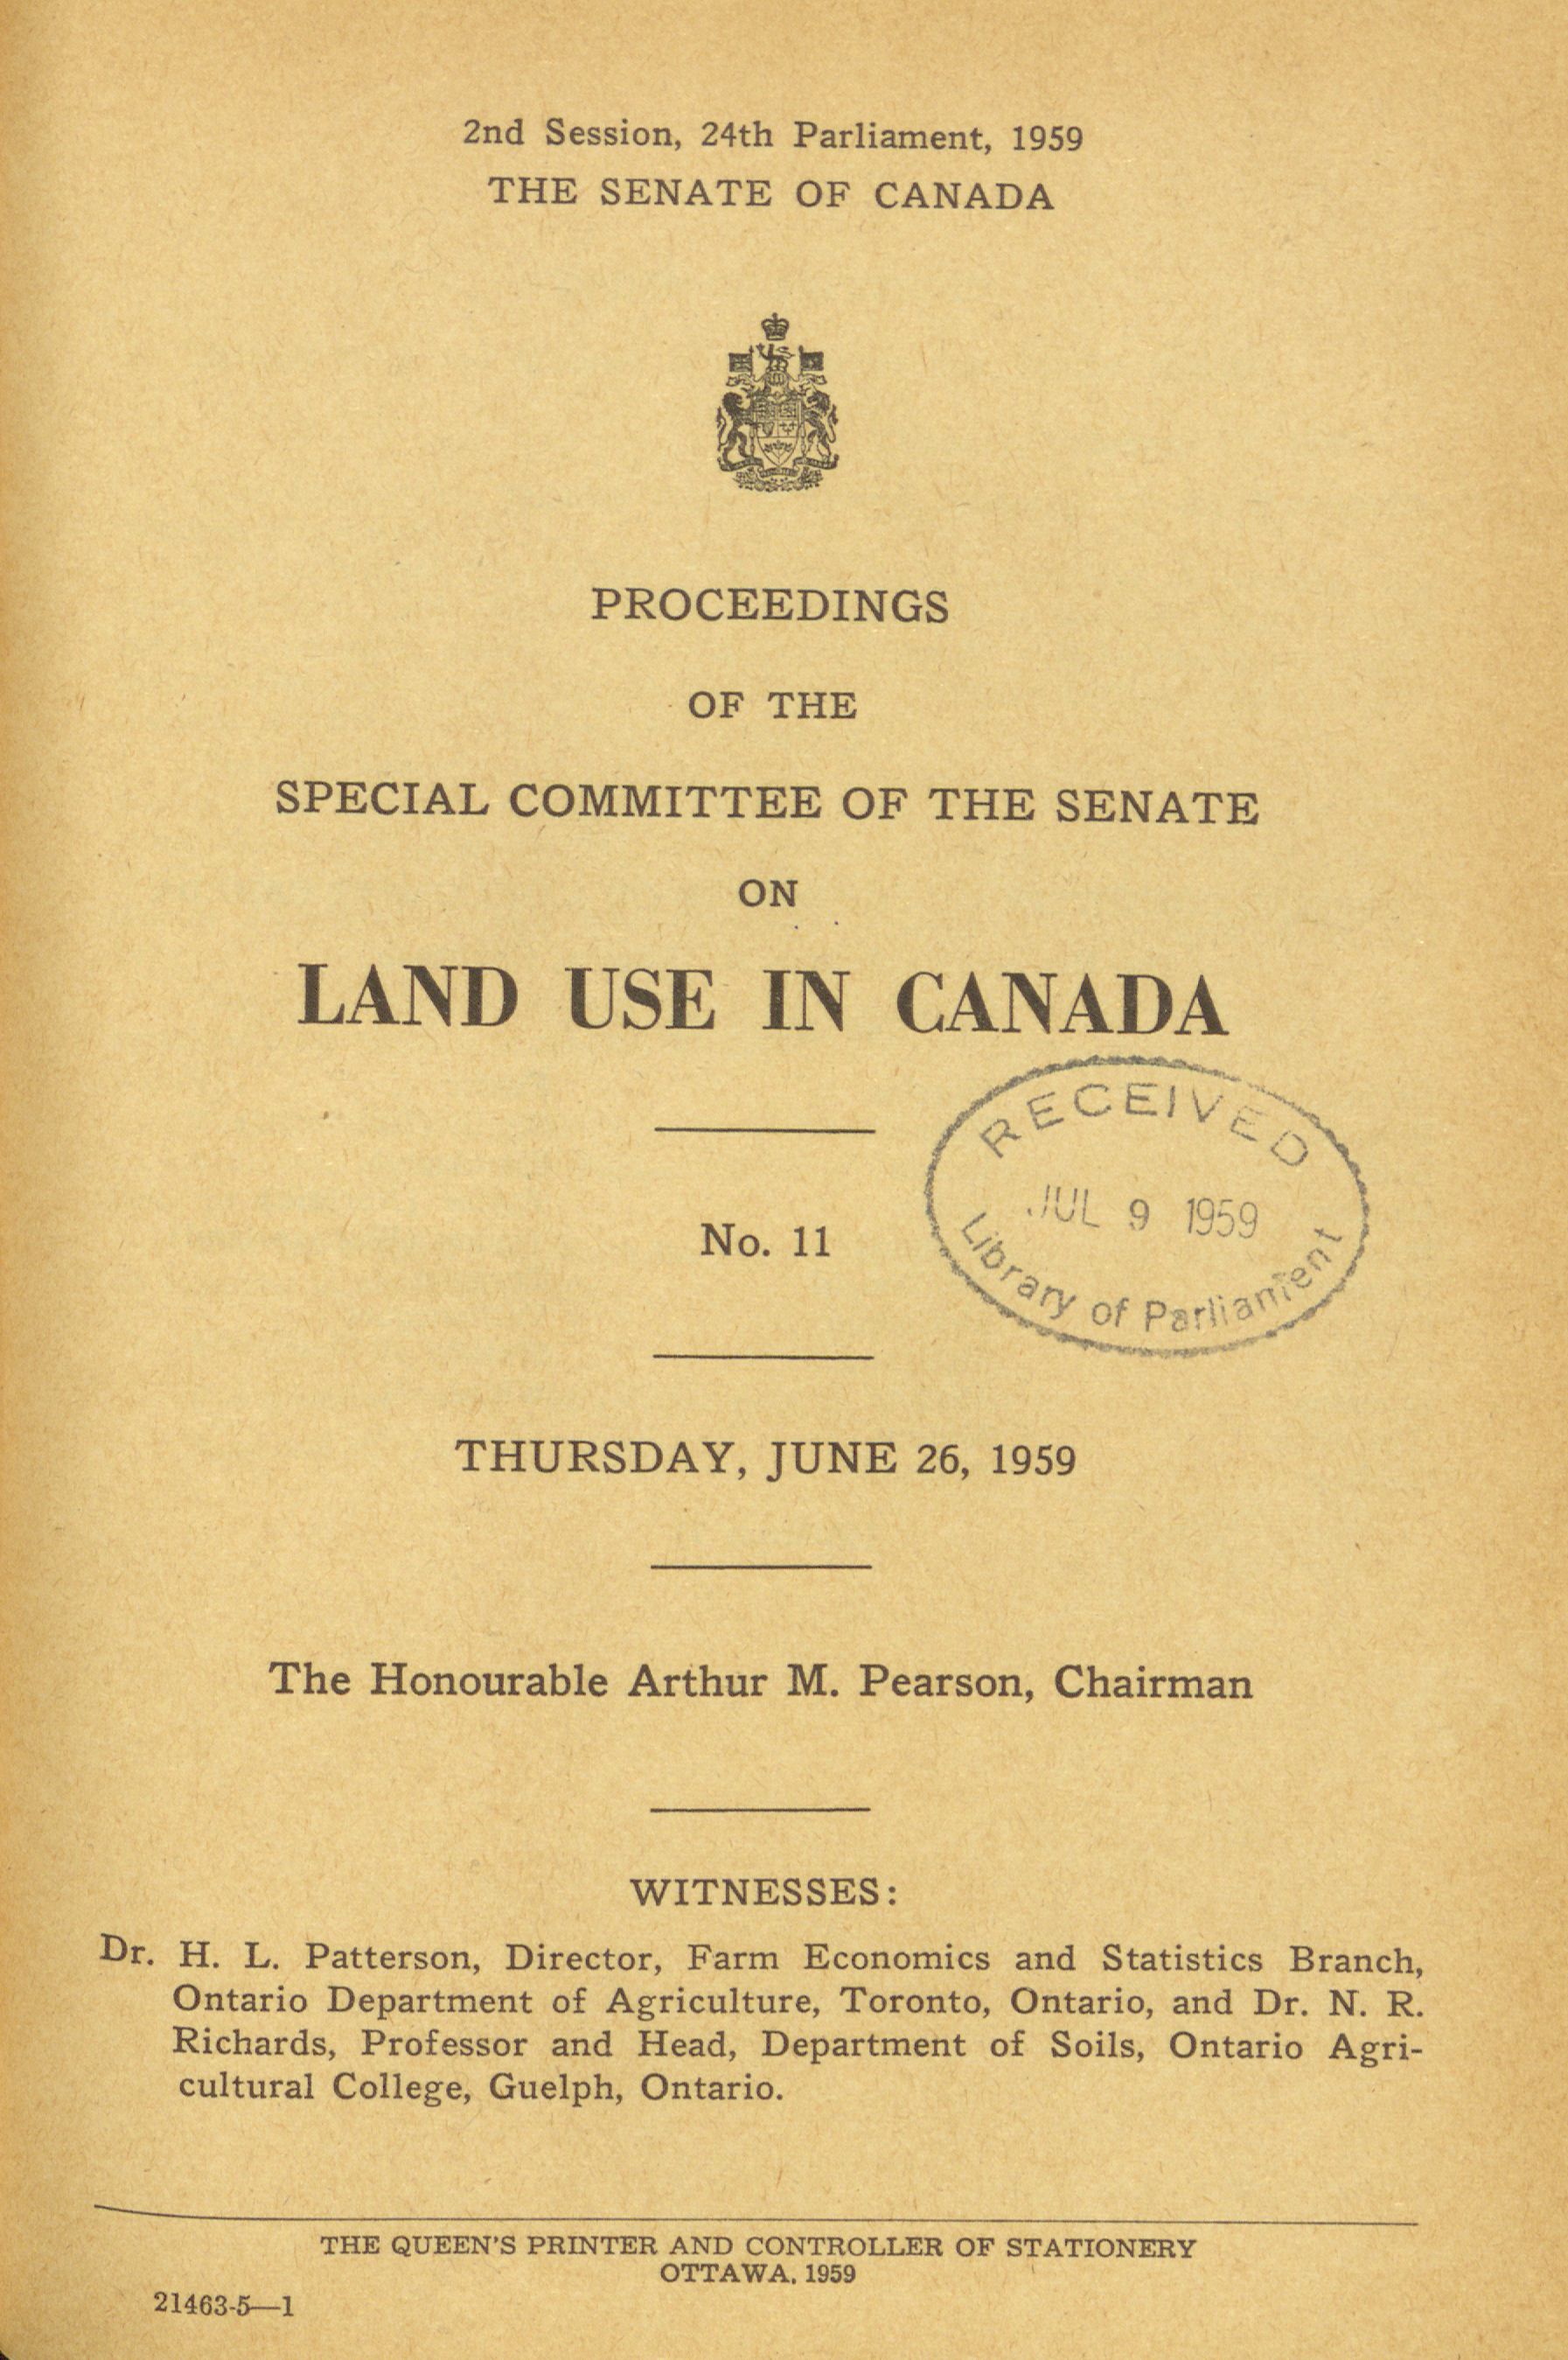 2nd Session, 24th Parliament, 1959
THE SENATE OF CANADA
PROCEEDINGS
OF THE
SPECIAL COMMITTEE OF THE SENATE
ON
LAND USE IN CANADA
RECEIVED
JUL 9 1959
Library of Parliament
No. 11
THURSDAY, JUNE 26, 1959
The Honourable Arthur M. Pearson, Chairman
WITNESSES:
Dr. H. L. Patterson, Director, Farm Economics and Statistics Branch,
Ontario Department of Agriculture, Toronto, Ontario, and Dr. N. R.
Richards, Professor and Head, Department of Soils, Ontario Agri-
cultural College, Guelph, Ontario.
THE QUEEN'S PRINTER AND CONTROLLER OF STATIONERY
OTTAWA, 1959
21463-5—1